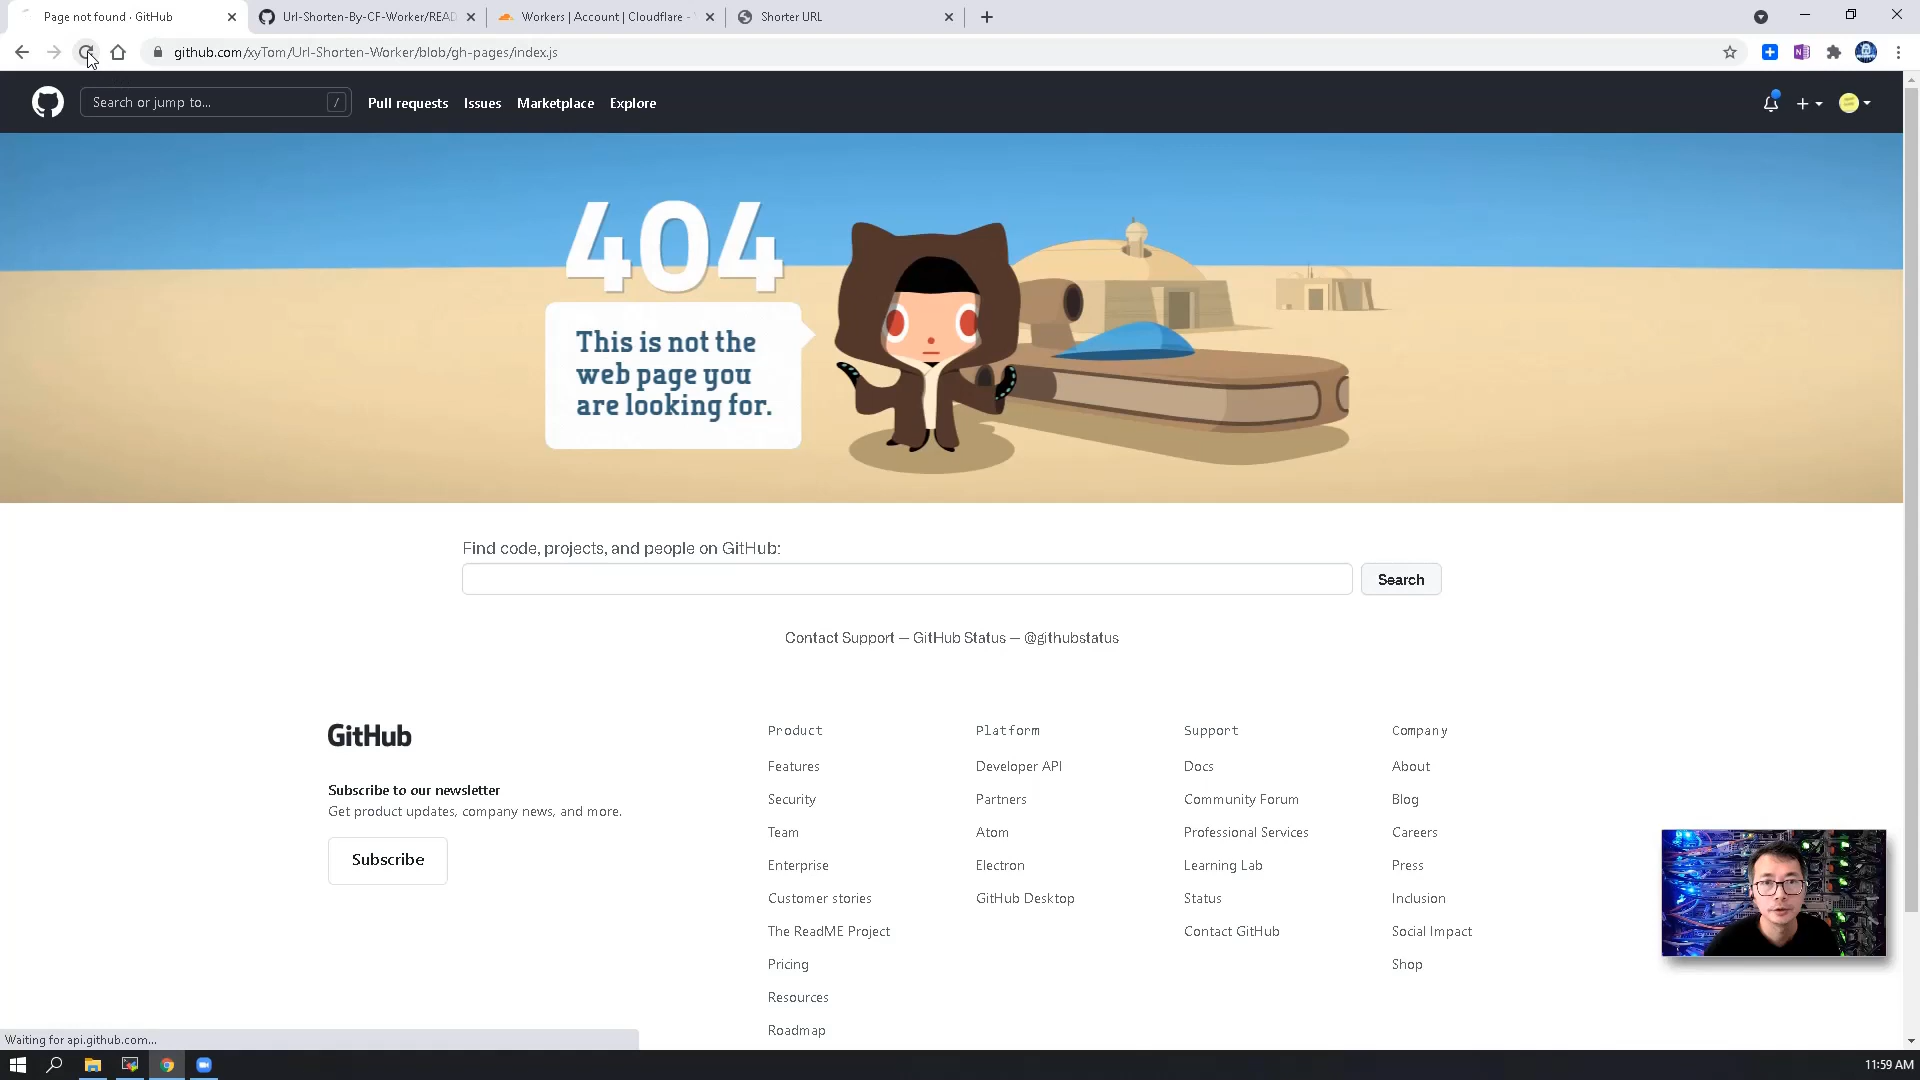 Page not found · GitHub
Url-Shorten-By-CF-Worker/READ
Workers | Account | Cloudflare -
Shorter URL
github.com/xyTom/Url-Shorten-Worker/blob/gh-pages/index.js
Search or jump to...
/
Pull requests
Issues
Marketplace
Explore
404
This is not the
web page you
are looking for.
Find code, projects, and people on GitHub:
Search
Contact Support — GitHub Status — @githubstatus
GitHub
Subscribe to our newsletter
Get product updates, company news, and more.
Subscribe
Product
Features
Security
Team
Enterprise
Customer stories
The ReadME Project
Pricing
Resources
Roadmap
Platform
Developer API
Partners
Atom
Electron
GitHub Desktop
Support
Docs
Community Forum
Professional Services
Learning Lab
Status
Contact GitHub
Company
About
Blog
Careers
Press
Inclusion
Social Impact
Shop
Waiting for api.github.com...
11:59 AM